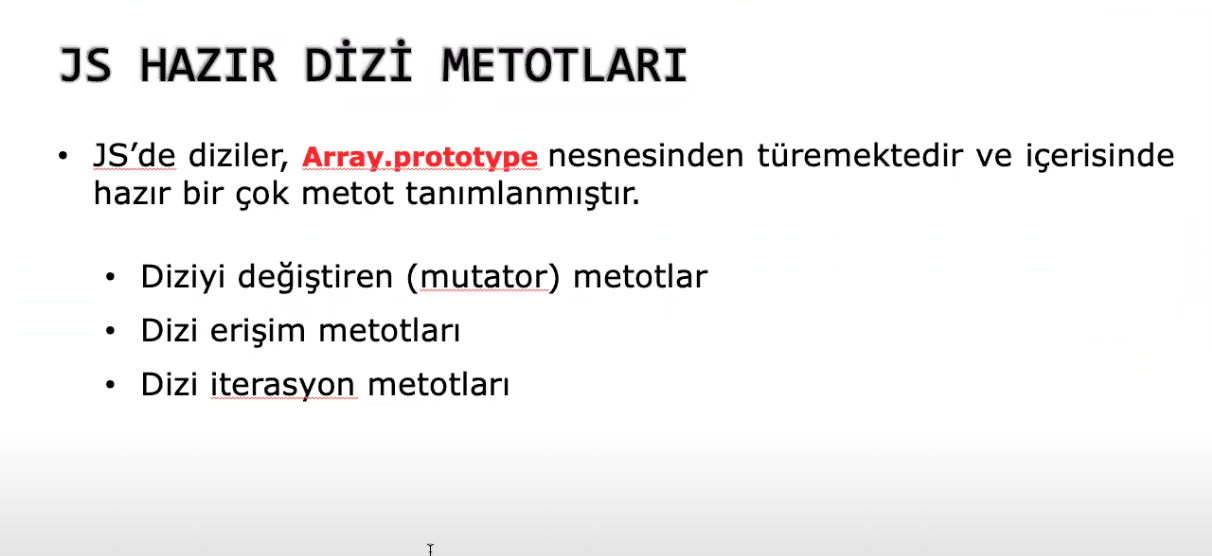 JS HAZIR DİZİ METOTLARI
• JS’de diziler, Array.prototype nesnesinden türemektedir ve içerisinde
hazır bir çok metot tanımlanmıştır.
• Diziyi değiştiren (mutator) metotlar
• Dizi erişim metotları
• Dizi iterasyon metotları